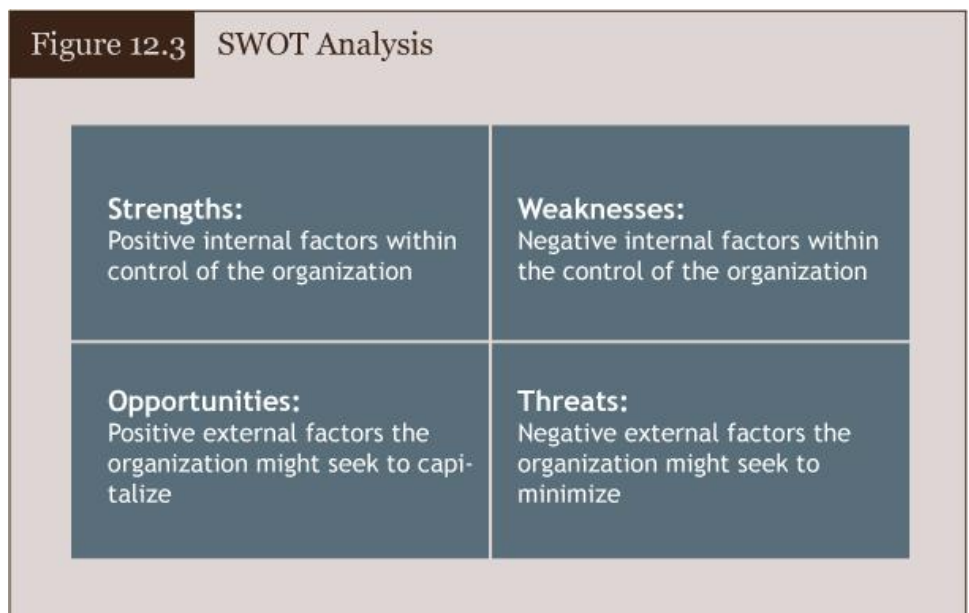 Figure 12.3 SWOT Analysis
Strengths:
Positive internal factors within
control of the organization
Weaknesses:
Negative internal factors within
the control of the organization
Opportunities:
Positive external factors the
organization might seek to capi-
talize
Threats:
Negative external factors the
organization might seek to
minimize